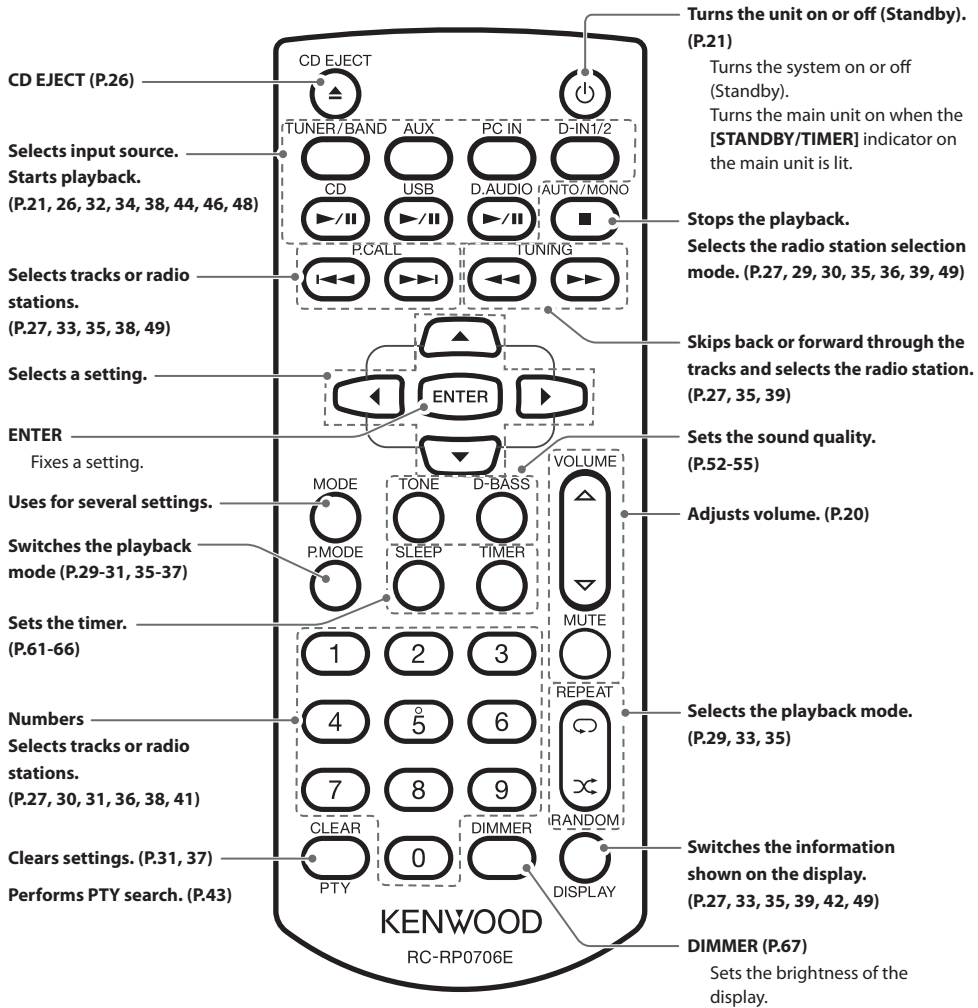 CD EJECT (P.26)
Selects input source.
Starts playback.
(P.21, 26, 32, 34, 38, 44, 46, 48)
Selects tracks or radio
stations.
(P.27, 33, 35, 38, 49)
Selects a setting.
ENTER
Fixes a setting.
Uses for several settings.
Switches the playback
mode (P.29-31, 35-37)
Sets the timer.
(P.61-66)
Numbers
Selects tracks or radio
stations.
(P.27, 30, 31, 36, 38, 41)
Clears settings. (P.31, 37)
Performs PTY search. (P.43)
CD EJECT
TUNER/BAND AUX PC IN D-IN1/2
CD USB D.AUDIO AUTO/MONO
P.CALL TUNING
ENTER
VOLUME
MODE TONE D-BASS
P.MODE SLEEP TIMER
MUTE
1 2 3
REPEAT
4 5 6
7 8 9
RANDOM
CLEAR 0 DIMMER
PTY DISPLAY
KENWOOD
RC-RP0706E
Turns the unit on or off (Standby).
(P.21)
Turns the system on or off
(Standby).
Turns the main unit on when the
[STANDBY/TIMER] indicator on
the main unit is lit.
Stops the playback.
Selects the radio station selection
mode. (P.27, 29, 30, 35, 36, 39, 49)
Skips back or forward through the
tracks and selects the radio station.
(P.27, 35, 39)
Sets the sound quality.
(P.52-55)
Adjusts volume. (P.20)
Selects the playback mode.
(P.29, 33, 35)
Switches the information
shown on the display.
(P.27, 33, 35, 39, 42, 49)
DIMMER (P.67)
Sets the brightness of the
display.